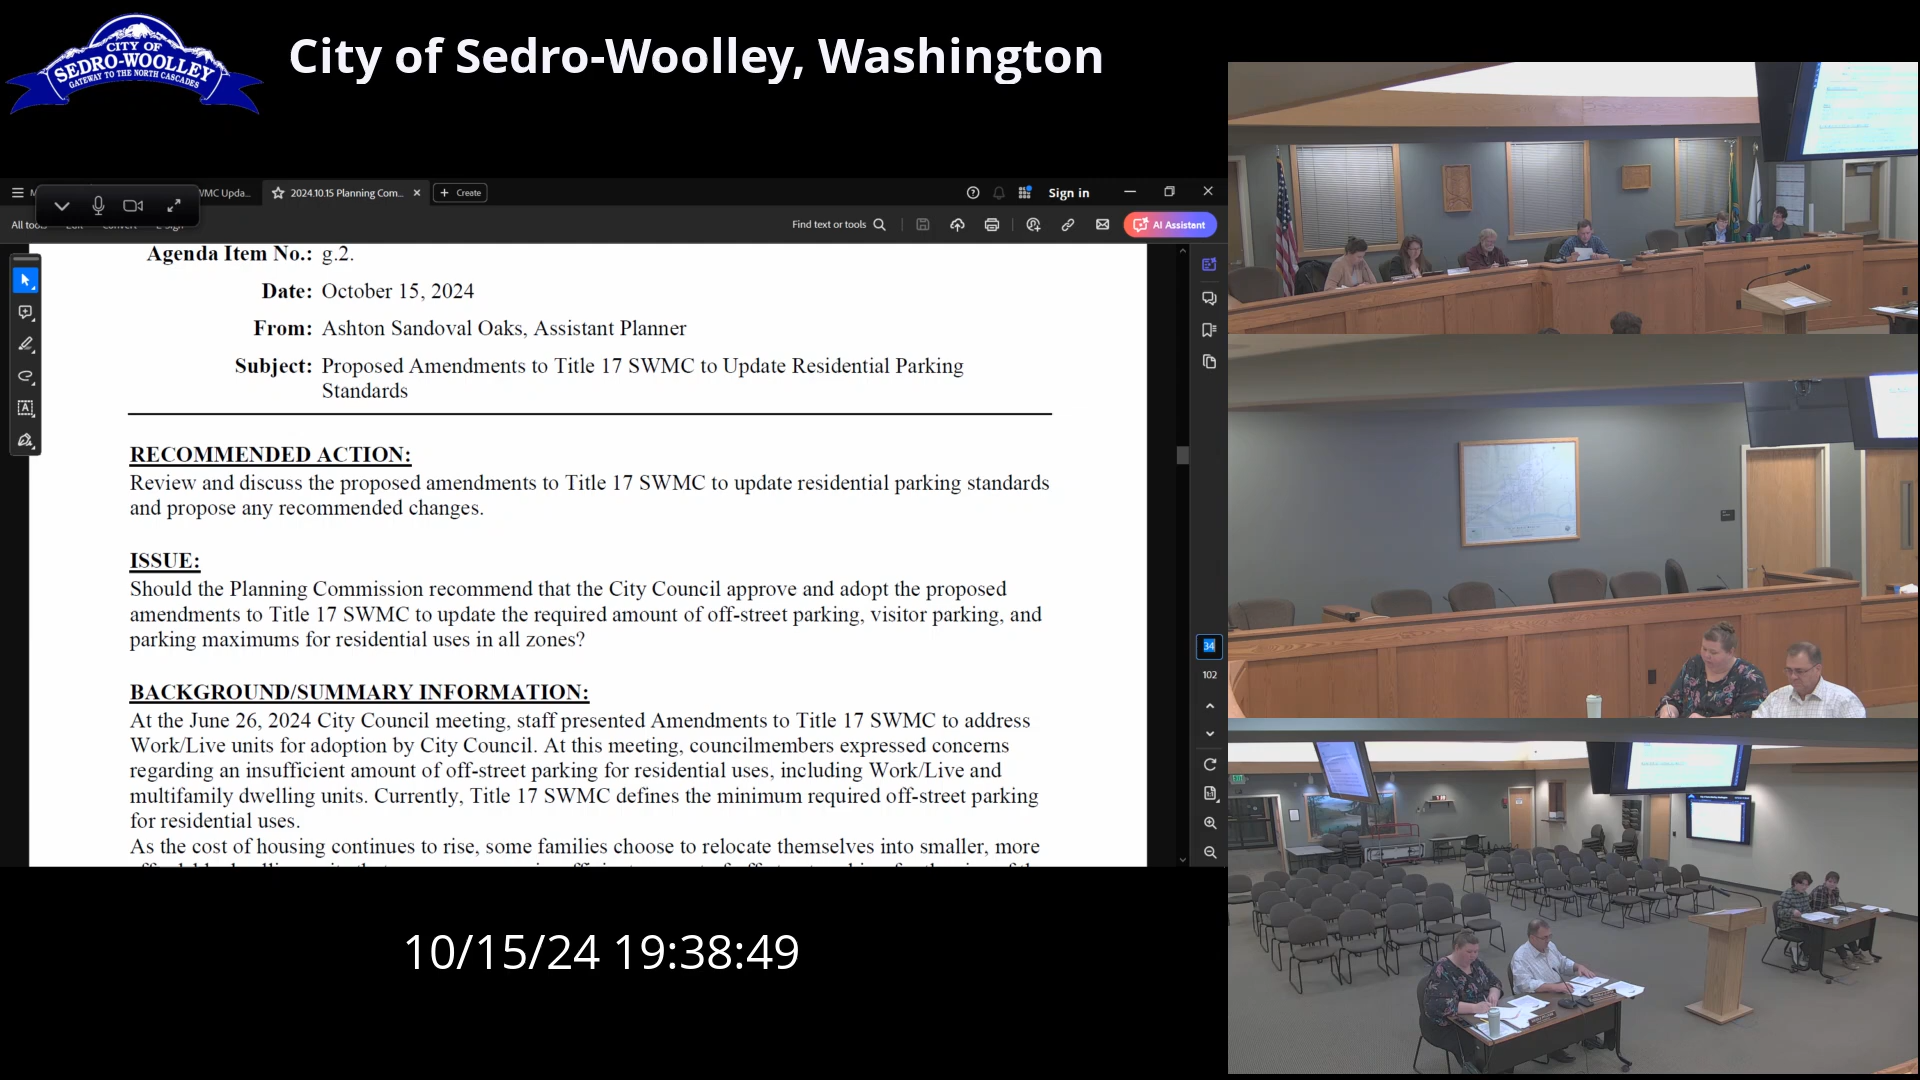 CITY OF
SEDRO-WOOLLEY
GATEWAY TO THE NORTH CASCADES
City of Sedro-Woolley, Washington
M
WMC Upda...
2024.10.15 Planning Com...
Create
Sign in
All tools
Edit
Convert
E-Sign
Find text or tools
AI Assistant
Agenda Item No.: g.2.
Date: October 15, 2024
From: Ashton Sandoval Oaks, Assistant Planner
Subject: Proposed Amendments to Title 17 SWMC to Update Residential Parking
Standards
RECOMMENDED ACTION:
Review and discuss the proposed amendments to Title 17 SWMC to update residential parking standards
and propose any recommended changes.
ISSUE:
Should the Planning Commission recommend that the City Council approve and adopt the proposed
amendments to Title 17 SWMC to update the required amount of off-street parking, visitor parking, and
parking maximums for residential uses in all zones?
BACKGROUND/SUMMARY INFORMATION:
At the June 26, 2024 City Council meeting, staff presented Amendments to Title 17 SWMC to address
Work/Live units for adoption by City Council. At this meeting, councilmembers expressed concerns
regarding an insufficient amount of off-street parking for residential uses, including Work/Live and
multifamily dwelling units. Currently, Title 17 SWMC defines the minimum required off-street parking
for residential uses.
As the cost of housing continues to rise, some families choose to relocate themselves into smaller, more
34
102
10/15/24 19:38:49